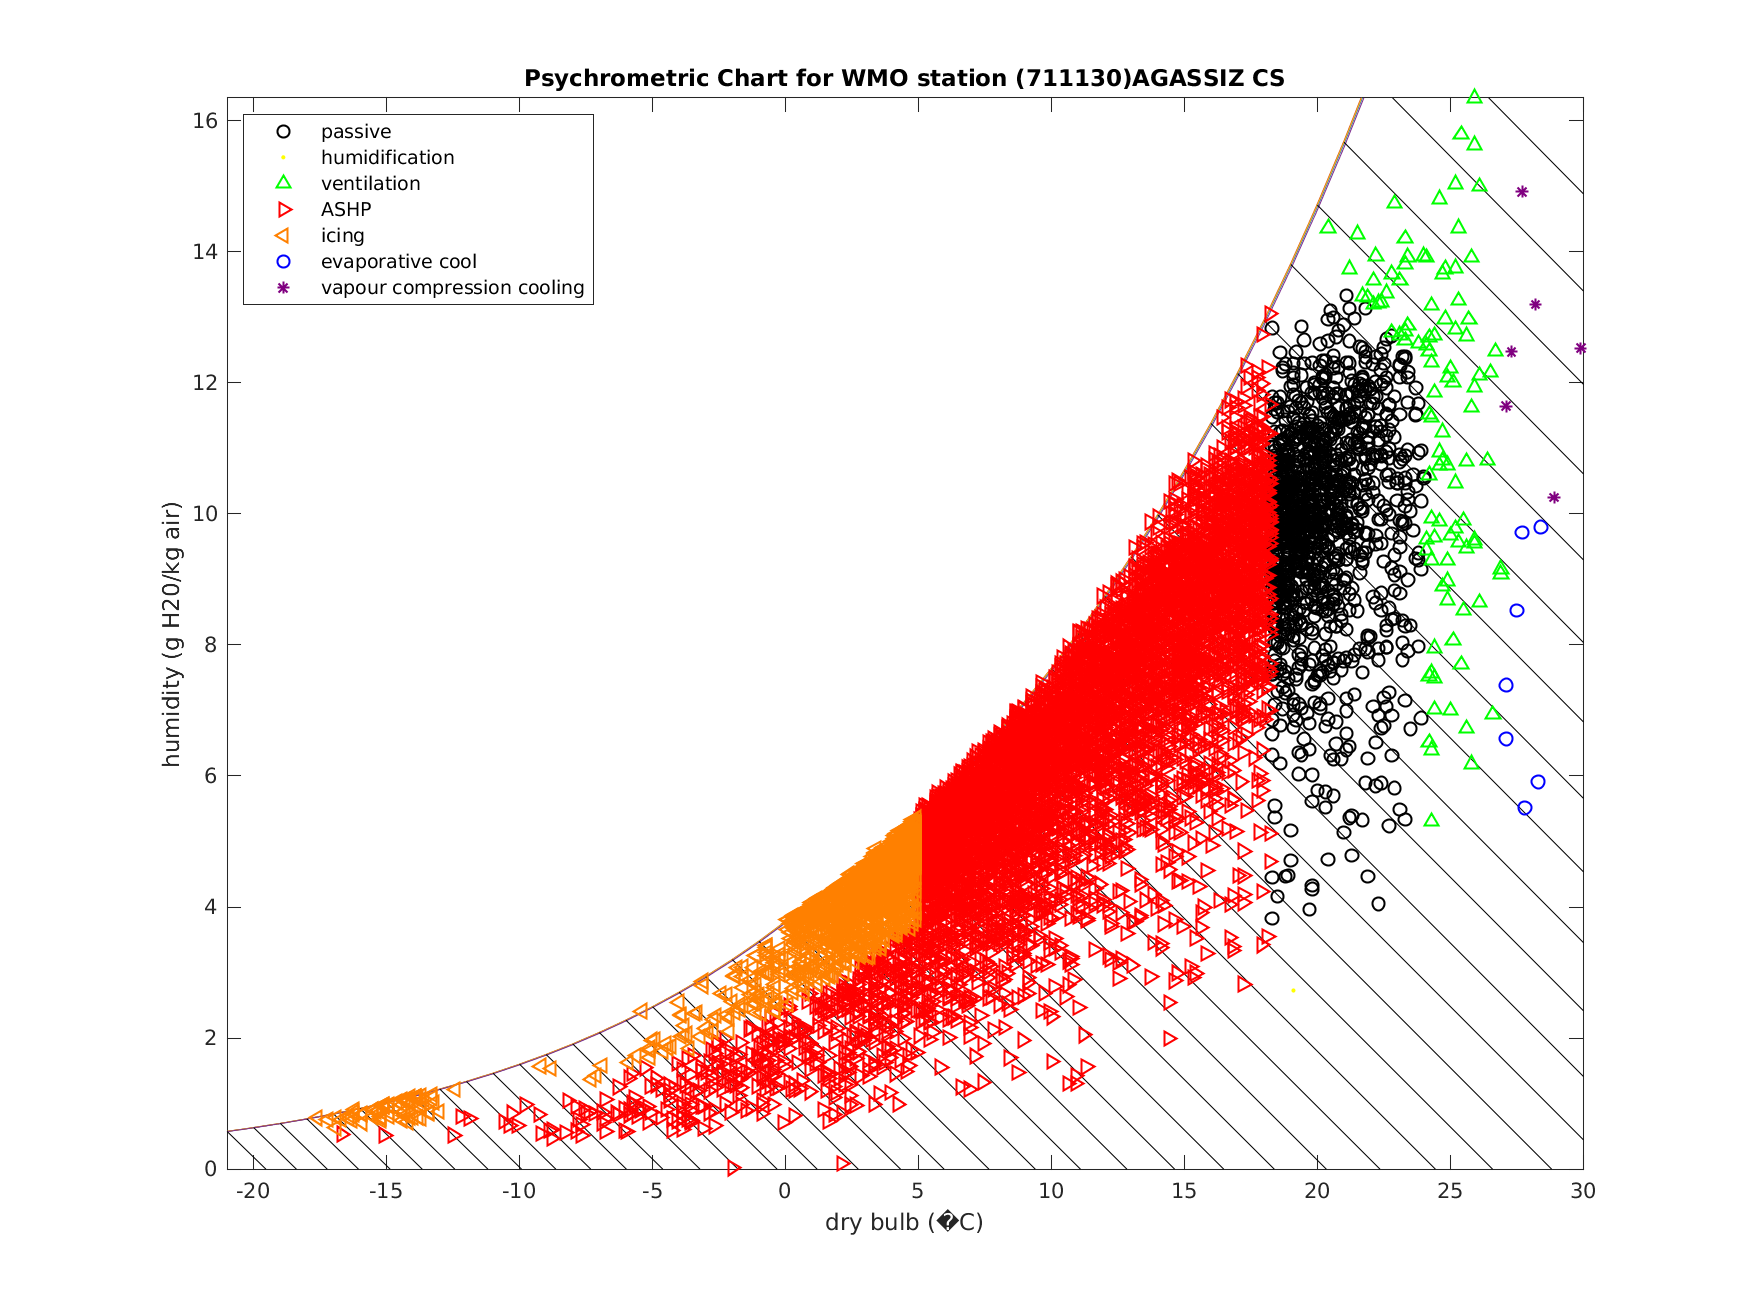 Psychrometric Chart for WMO station (711130)AGASSIZ CS
passive
humidification
ventilation
ASHP
icing
evaporative cool
vapour compression cooling
16
14
12
10
8
6
4
2
0
humidity (g H20/kg air)
-20 -15 -10 -5 0 5 10 15 20 25 30
dry bulb (�C)